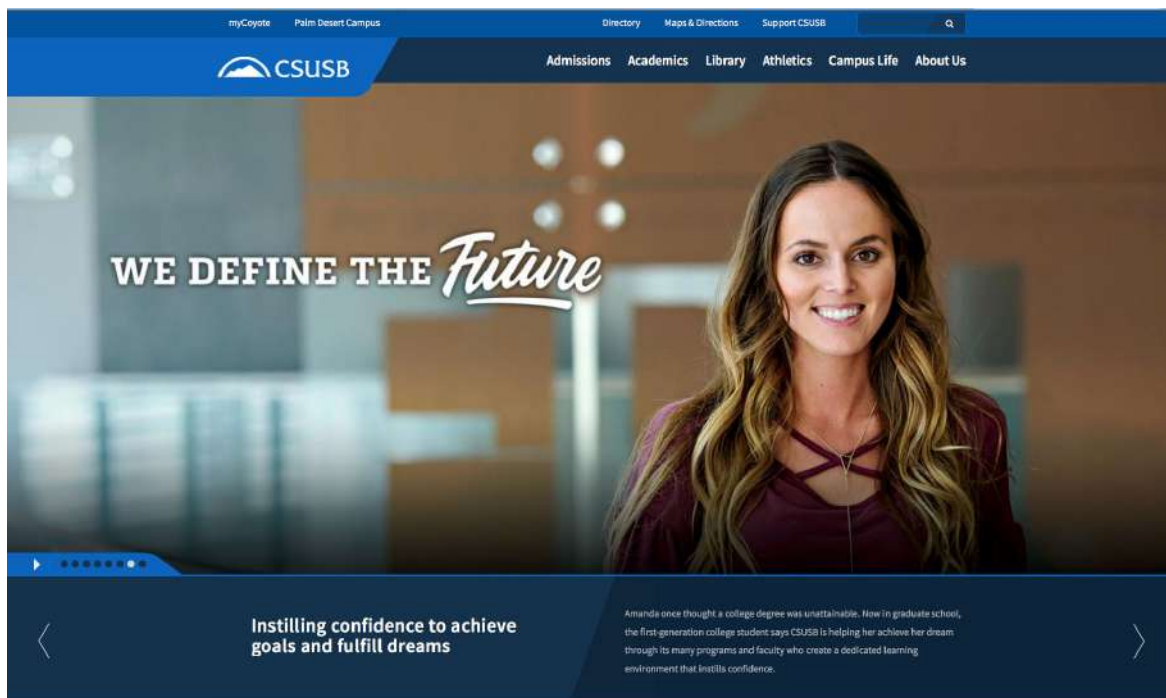 myCoyote Palm Desert Campus Directory Maps & Directions Support CSUSB
CSUSB Admissions Academics Library Athletics Campus Life About Us
WE DEFINE THE Future
Instilling confidence to achieve
goals and fulfill dreams
Amanda once thought a college degree was unattainable. Now in graduate school,
the first-generation college student says CSUSB is helping her achieve her dream
through its many programs and faculty who create a dedicated learning
environment that instills confidence.